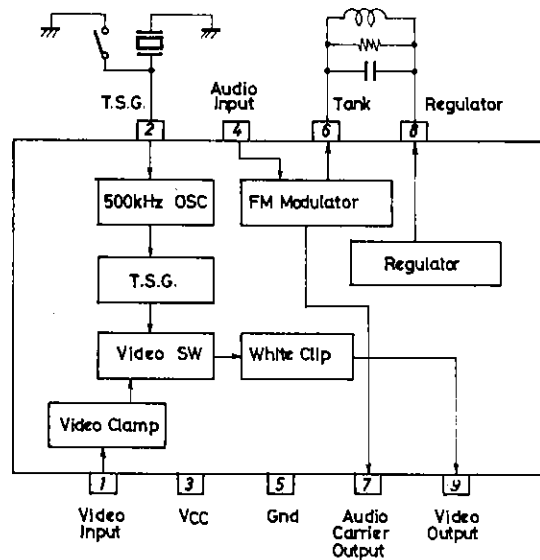 T.S.G.
Audio
Input
Tank
Regulator
2
4
6
8
500kHz OSC
FM Modulator
Regulator
T.S.G.
Video SW
White Clip
Video Clamp
1
3
5
7
9
Video
Input
VCC
Gnd
Audio
Carrier
Output
Video
Output